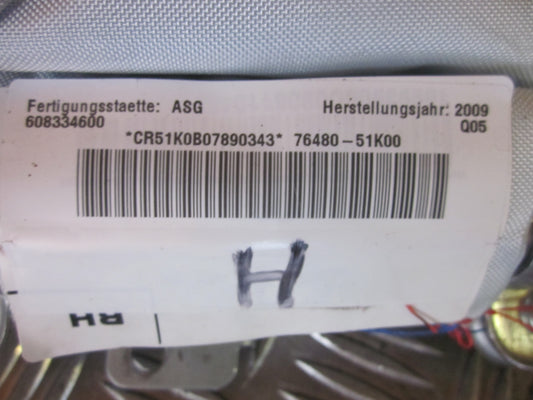 Fertigungsstaette: ASG Herstellungsjahr: 2009
608334600 Q05
*CR51K0B07890343* 76480-51K00
H
RH